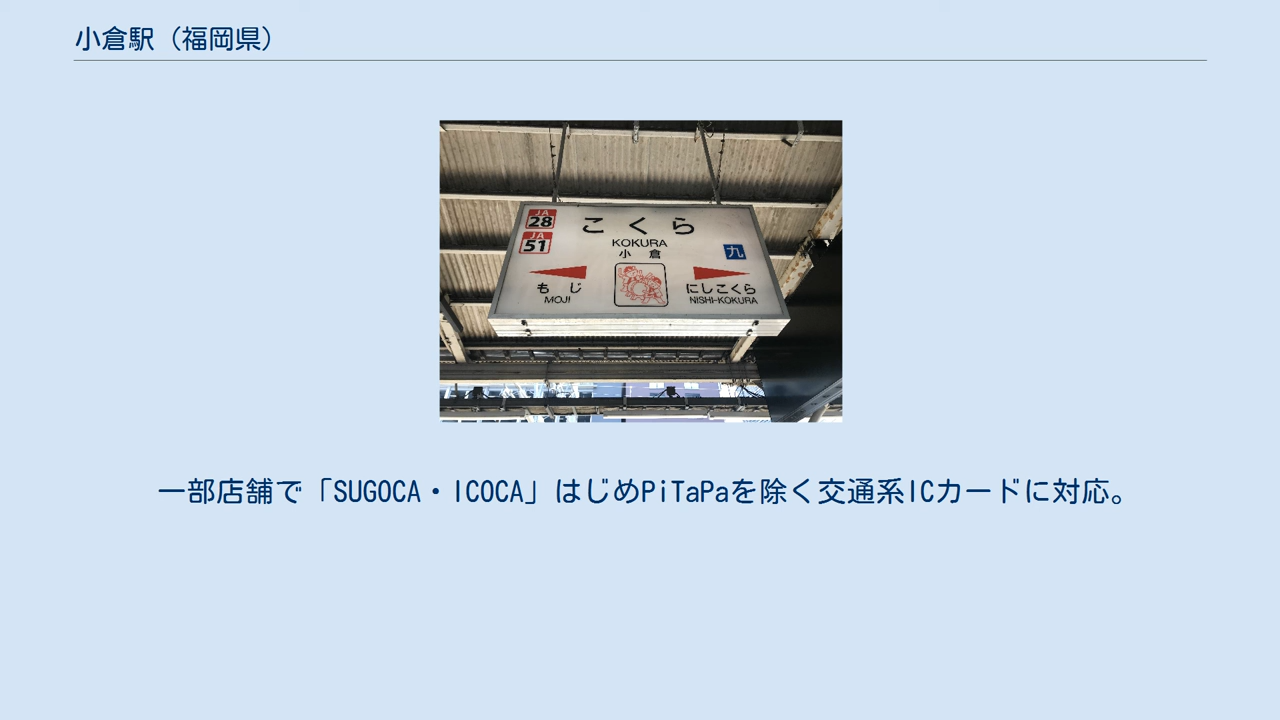 小倉駅（福岡県）
JA
28
JA
51
こくら
KOKURA
小 倉
九
もじ
MOJI
にしこくら
NISHI-KOKURA
一部店舗で「SUGOCA・ICOCA」はじめPiTaPaを除く交通系ICカードに対応。